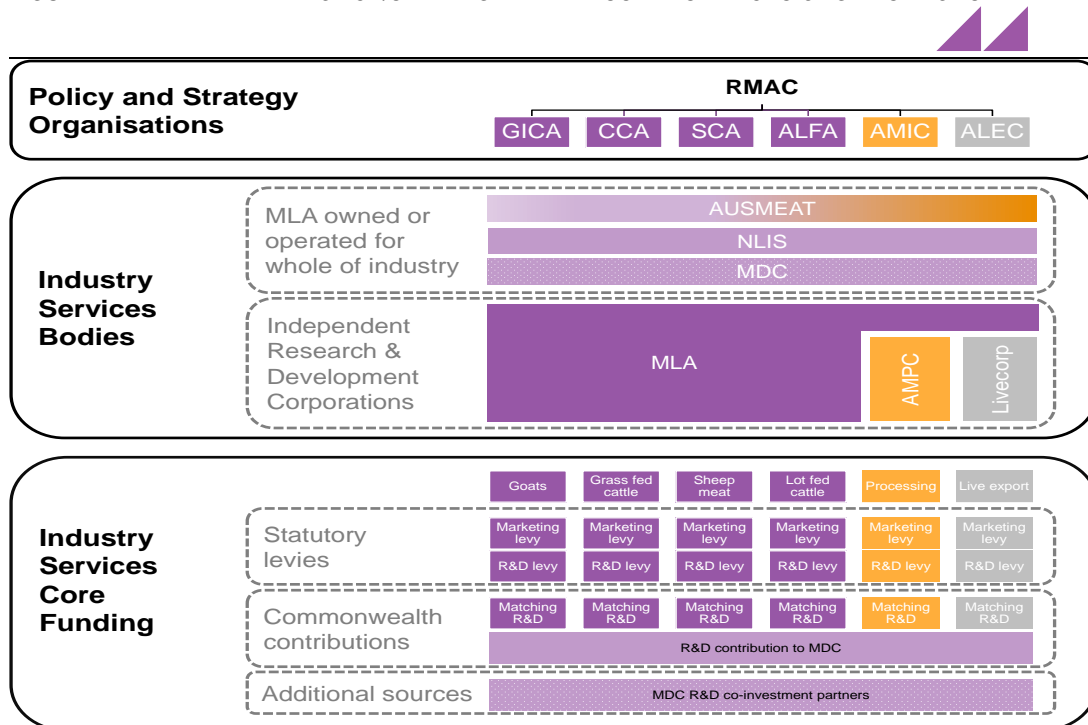 RMAC
Policy and Strategy
Organisations
GICA CCA SCA ALFA AMIC ALEC
MLA owned or
operated for
whole of industry
AUSMEAT
NLIS
MDC
Industry
Services
Bodies
Independent
Research &
Development
Corporations
MLA
AMPC
Livecorp
Goats
Grass fed
cattle
Sheep
meat
Lot fed
cattle
Processing
Live export
Industry
Services
Core
Funding
Statutory
levies
Marketing
levy
Marketing
levy
Marketing
levy
Marketing
levy
Marketing
levy
Marketing
levy
R&D levy R&D levy R&D levy R&D levy R&D levy R&D levy
Commonwealth
contributions
Matching
R&D
Matching
R&D
Matching
R&D
Matching
R&D
Matching
R&D
Matching
R&D
R&D contribution to MDC
Additional sources
MDC R&D co-investment partners